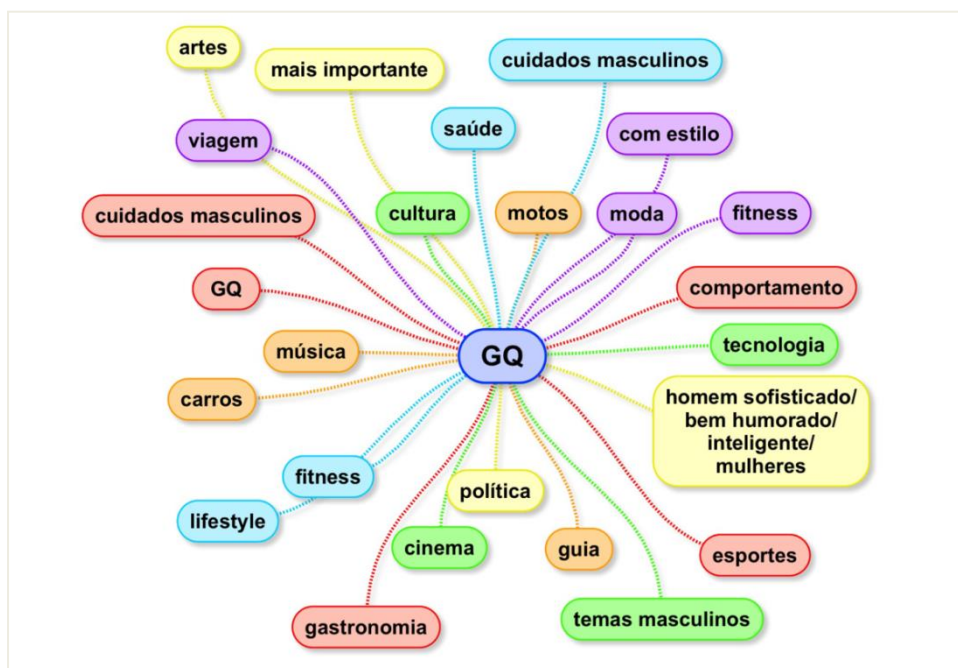 artes
mais importante
cuidados masculinos
saúde
viagem
com estilo
cuidados masculinos
cultura
motos
moda
fitness
GQ
comportamento
música
GQ
tecnologia
carros
homem sofisticado/
bem humorado/
inteligente/
mulheres
fitness
política
lifestyle
cinema
guia
esportes
gastronomia
temas masculinos